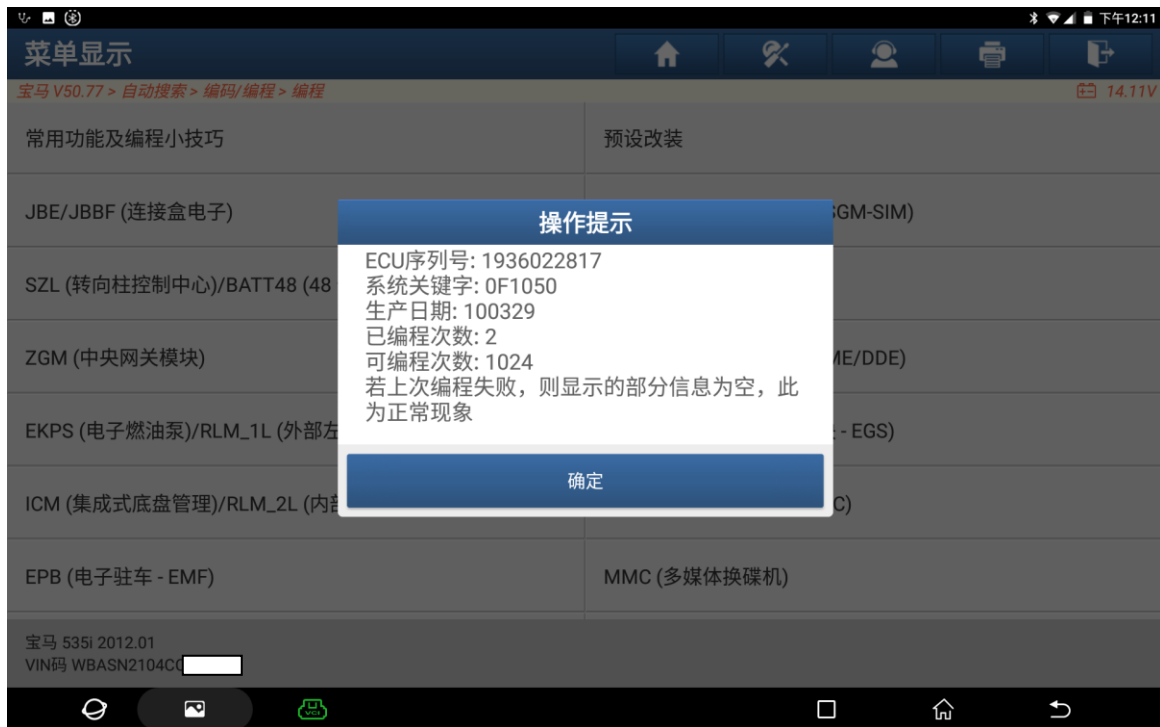 下午12:11
菜单显示
宝马 V50.77 > 自动搜索 > 编码/编程 > 编程
14.11V
常用功能及编程小技巧
预设改装
JBE/JBBF (连接盒电子)
GM-SIM)
SZL (转向柱控制中心)/BATT48 (48
ZGM (中央网关模块)
ME/DDE)
EKPS (电子燃油泵)/RLM_1L (外部左
- EGS)
ICM (集成式底盘管理)/RLM_2L (内部
C)
EPB (电子驻车 - EMF)
MMC (多媒体换碟机)
操作提示
ECU序列号: 1936022817
系统关键字: 0F1050
生产日期: 100329
已编程次数: 2
可编程次数: 1024
若上次编程失败，则显示的部分信息为空，此
为正常现象
确定
宝马 535i 2012.01
VIN码 WBASN2104C
VCI